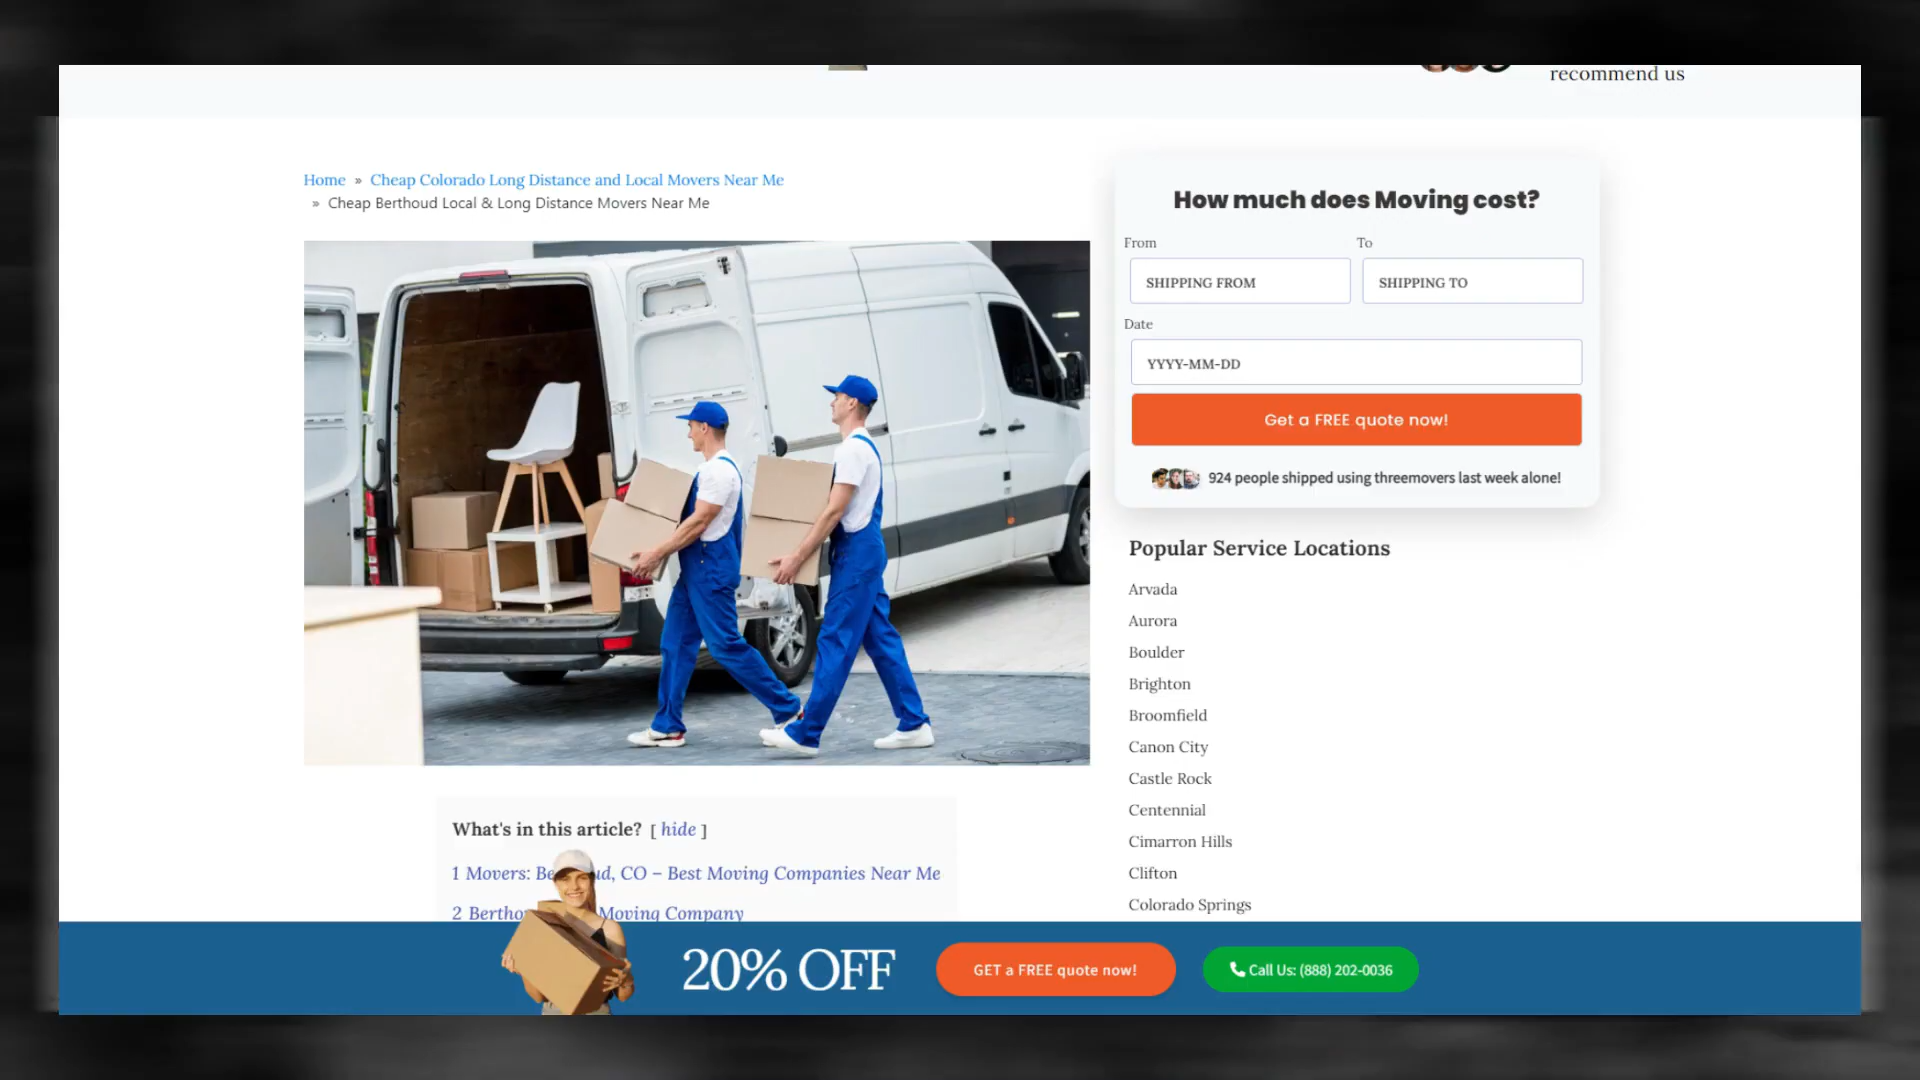 recommend us
Home » Cheap Colorado Long Distance and Local Movers Near Me
» Cheap Berthoud Local & Long Distance Movers Near Me
How much does Moving cost?
From
To
SHIPPING FROM
SHIPPING TO
Date
YYYY-MM-DD
Get a FREE quote now!
924 people shipped using threemovers last week alone!
Popular Service Locations
Arvada
Aurora
Boulder
Brighton
Broomfield
Canon City
Castle Rock
Centennial
Cimarron Hills
Clifton
Colorado Springs
What's in this article? [ hide ]
1 Movers: Be ud, CO – Best Moving Companies Near Me
2 Bertho Moving Company
20% OFF
GET a FREE quote now!
Call Us: (888) 202-0036